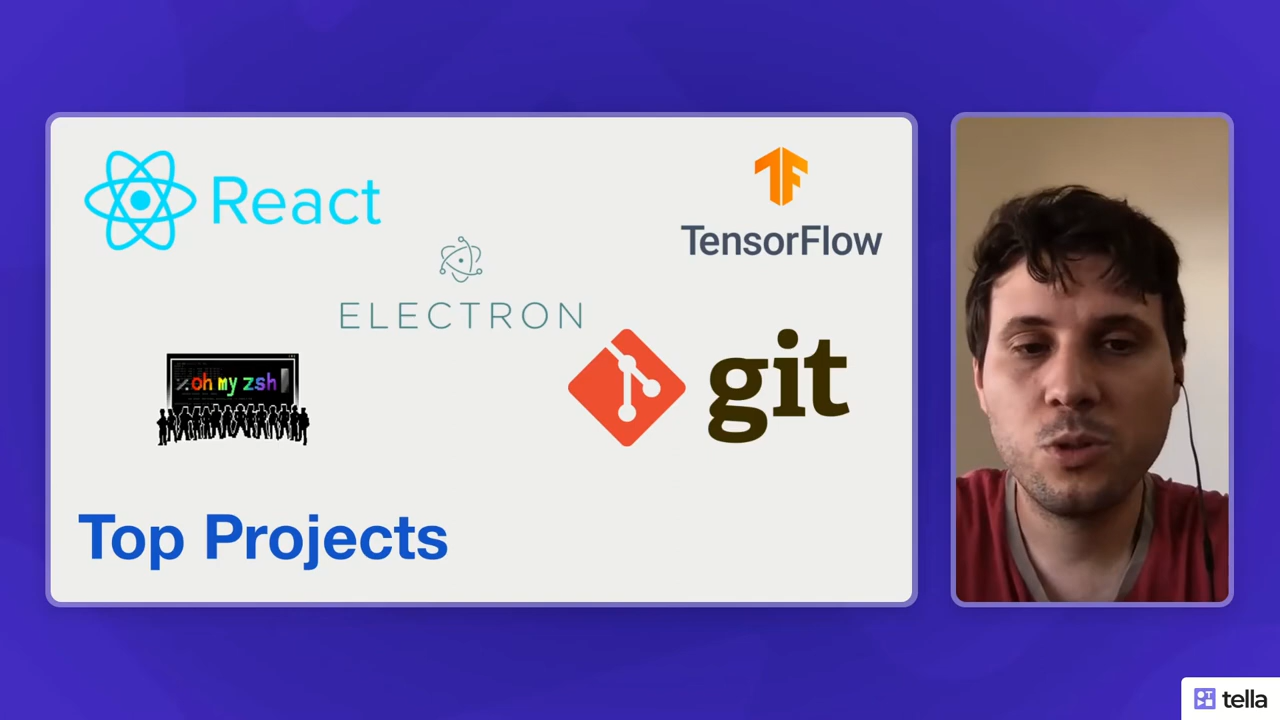 React
TensorFlow
ELECTRON
oh my zsh
git
Top Projects
tella